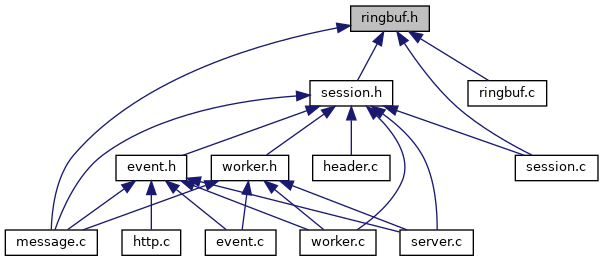 ringbuf.h
session.h
ringbuf.c
event.h
worker.h
header.c
session.c
message.c
http.c
event.c
worker.c
server.c